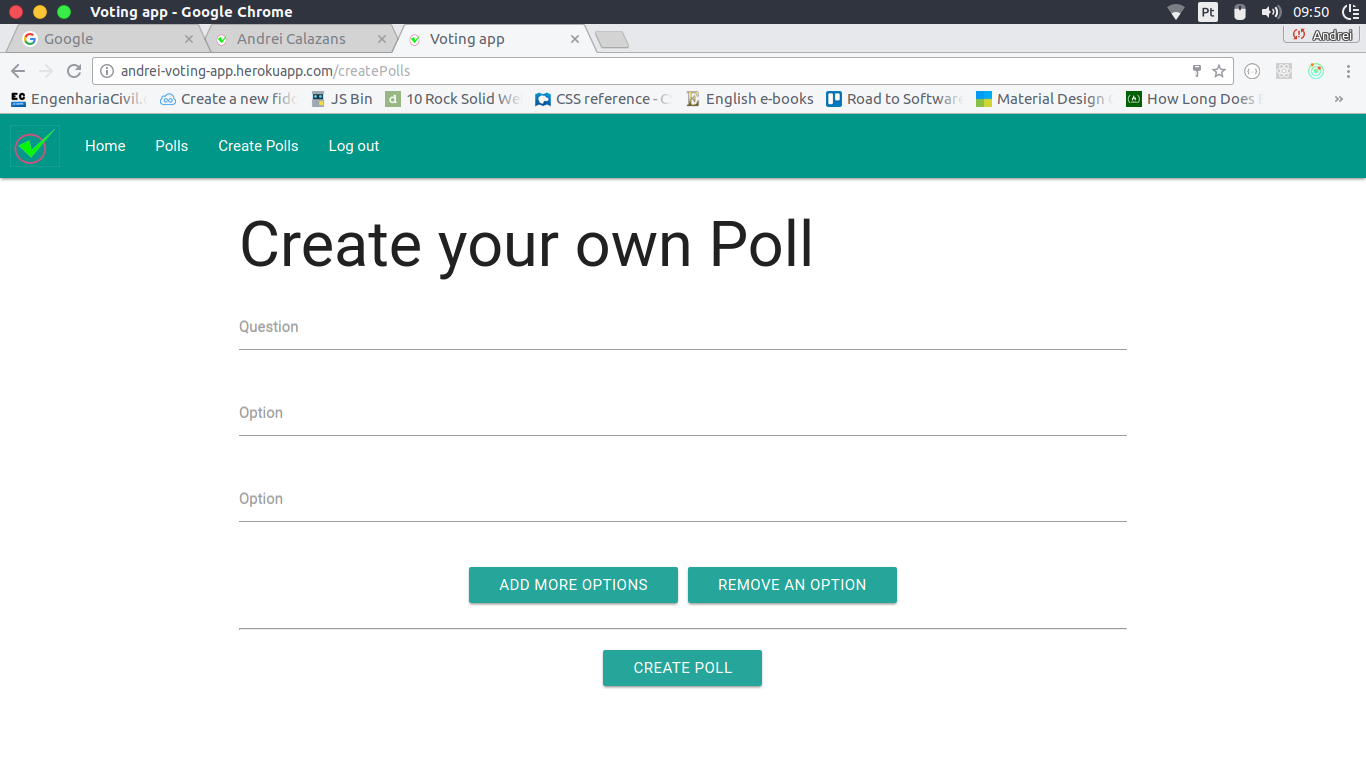 Voting app - Google Chrome
Pt
09:50
Google
Andrei Calazans
Voting app
Andrei
andrei-voting-app.herokuapp.com/createPolls
EngenhariaCivil.
Create a new fidd
JS Bin
10 Rock Solid We
CSS reference - CS
English e-books
Road to Software
Material Design
How Long Does
Home
Polls
Create Polls
Log out
Create your own Poll
Question
Option
Option
ADD MORE OPTIONS
REMOVE AN OPTION
CREATE POLL